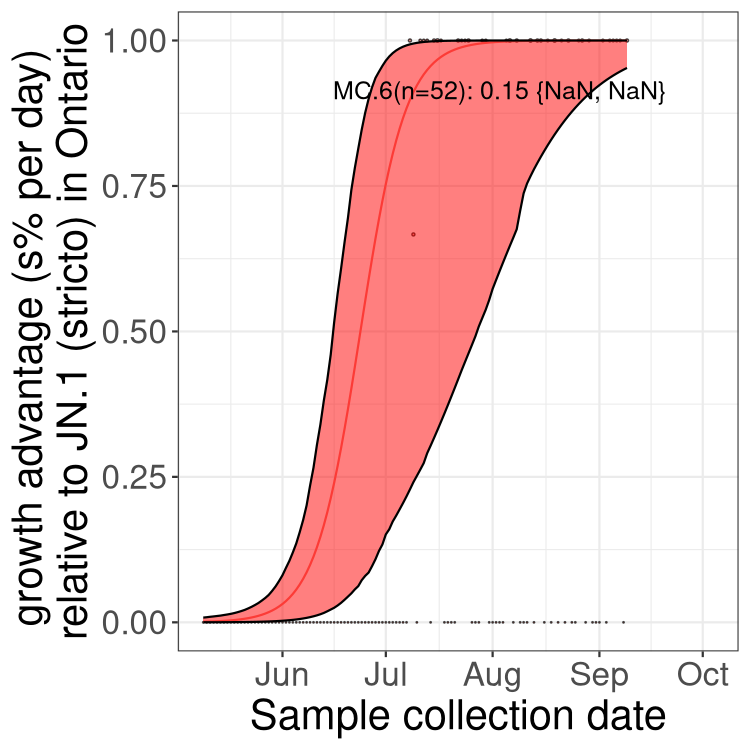 growth advantage (s% per day)
relative to JN.1 (stricto) in Ontario
1.00
0.75
0.50
0.25
0.00
MC.6(n=52): 0.15 {NaN, NaN}
Jun
Jul
Aug
Sep
Oct
Sample collection date